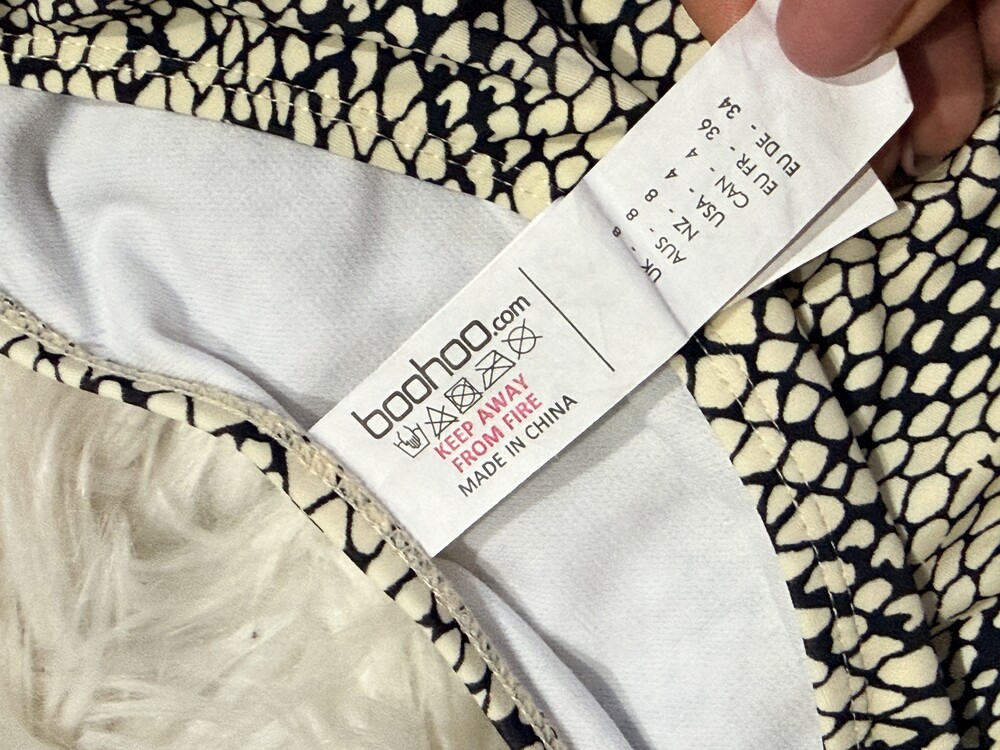 UK - 8
AUS - 8
NZ - 8
USA - 4
CAN - 4
EU FR - 36
EU DE - 34
boohoo.com
KEEP AWAY
FROM FIRE
MADE IN CHINA